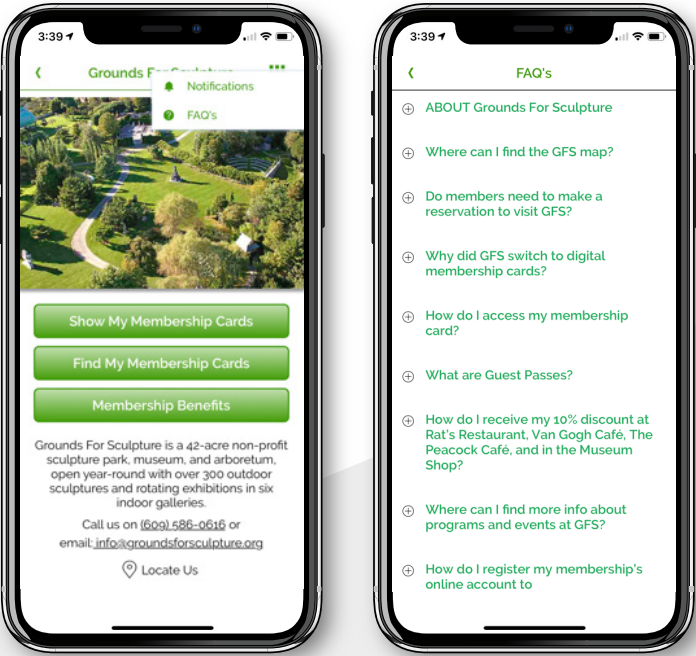 3:39
Grounds For Sculpture
Notifications
FAQ's
Show My Membership Cards
Find My Membership Cards
Membership Benefits
Grounds For Sculpture is a 42-acre non-profit
sculpture park, museum, and arboretum,
open year-round with over 300 outdoor
sculptures and rotating exhibitions in six
indoor galleries.
Call us on (609) 586-0616 or
email: info@groundsforsculpture.org
Locate Us
3:39
FAQ's
ABOUT Grounds For Sculpture
Where can I find the GFS map?
Do members need to make a
reservation to visit GFS?
Why did GFS switch to digital
membership cards?
How do I access my membership
card?
What are Guest Passes?
How do I receive my 10% discount at
Rat's Restaurant, Van Gogh Café, The
Peacock Café, and in the Museum
Shop?
Where can I find more info about
programs and events at GFS?
How do I register my membership's
online account to